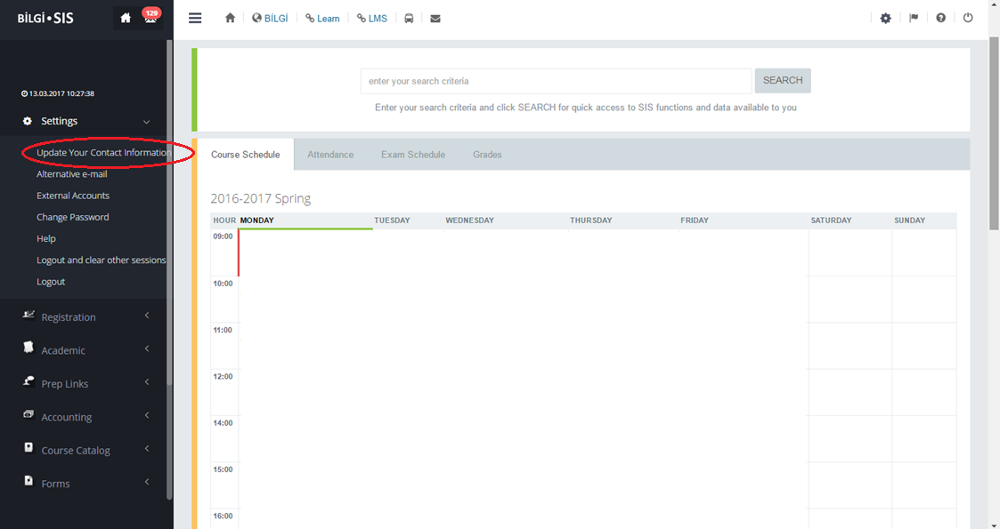 BİLGİ•SIS
129
BİLGİ
Learn
LMS
13.03.2017 10:27:38
Settings
Update Your Contact Information
Alternative e-mail
External Accounts
Change Password
Help
Logout and clear other sessions
Logout
Registration
Academic
Prep Links
Accounting
Course Catalog
Forms
enter your search criteria
SEARCH
Enter your search criteria and click SEARCH for quick access to SIS functions and data available to you
Course Schedule Attendance Exam Schedule Grades
2016-2017 Spring
HOUR MONDAY TUESDAY WEDNESDAY THURSDAY FRIDAY SATURDAY SUNDAY
09:00
10:00
11:00
12:00
14:00
15:00
16:00